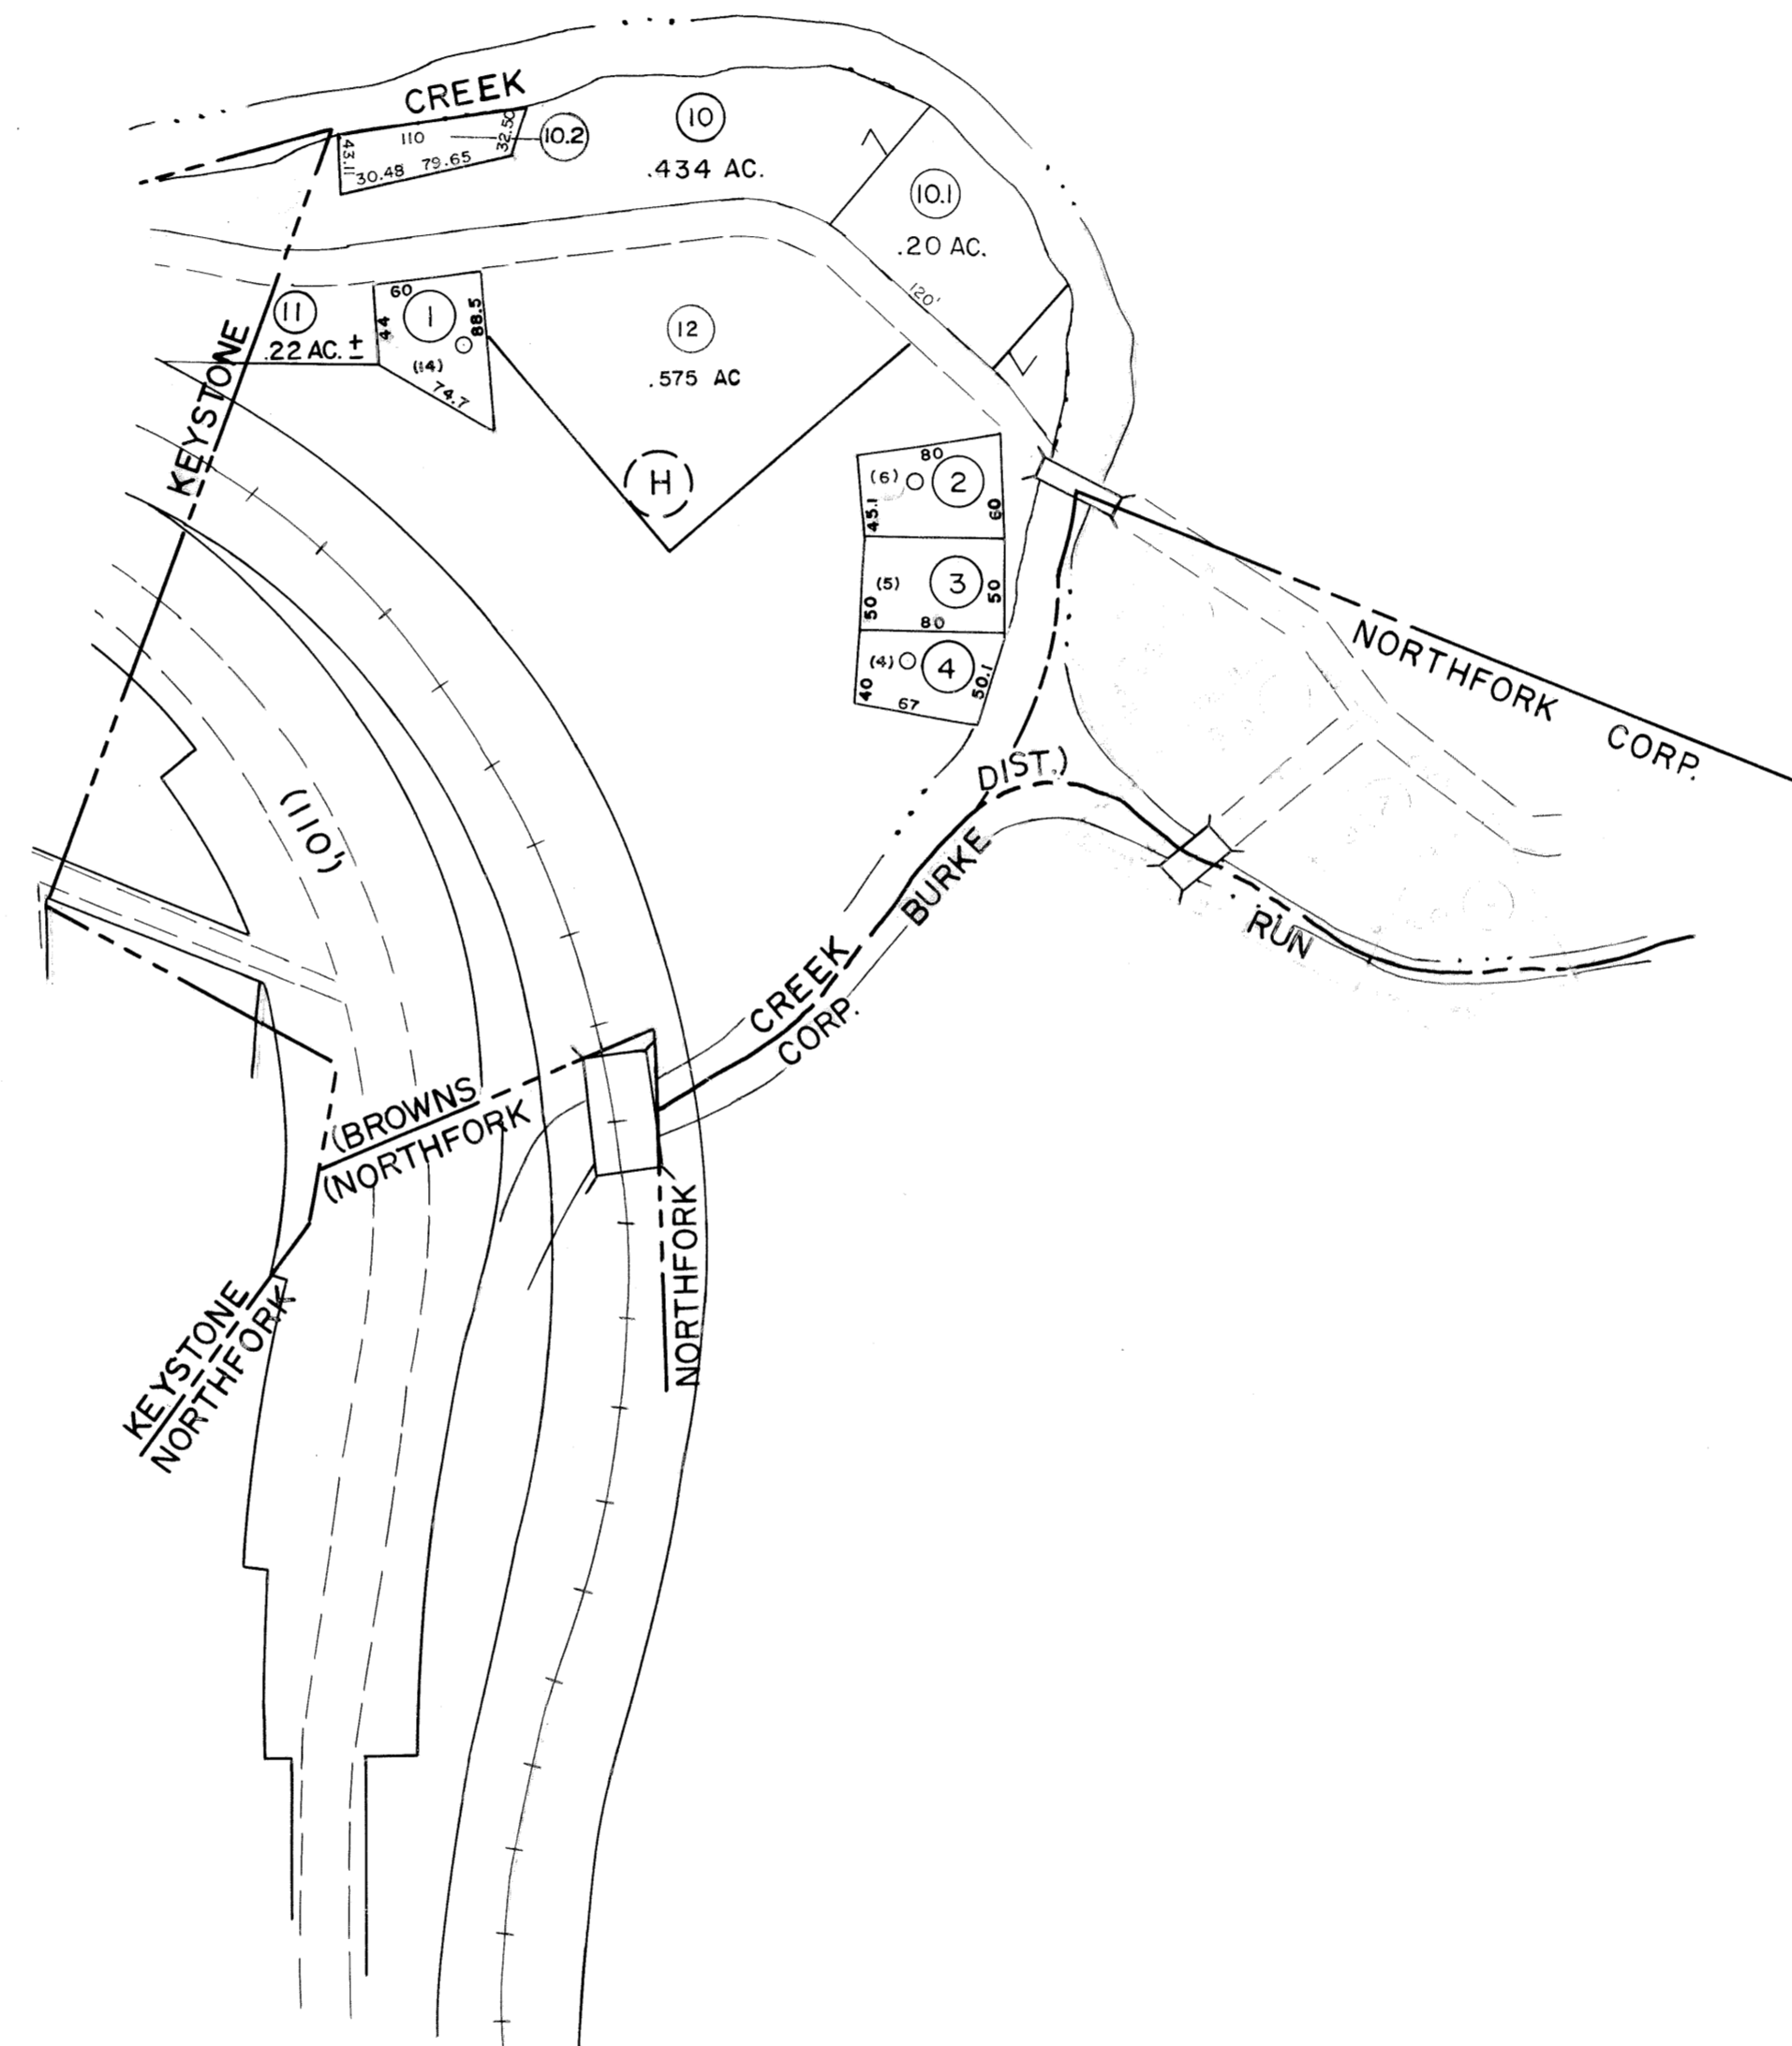 CREEK
110
32.50
10.2
43.11
30.48
79.65
10
.434 AC.
10.1
.20 AC.
120'
11
.22 AC. ±
60
1
44
88.5
(14)
74.7
12
.575 AC
KEYSTONE
H
80
(6)
2
45.1
60
(5)
3
50
50
80
(4)
4
40
50.1
67
NORTHFORK CORP.
DIST.)
BURKE
RUN
(110')
CREEK
CORP.
(BROWNS
(NORTHFORK
NORTHFORK
KEYSTONE
NORTHFORK